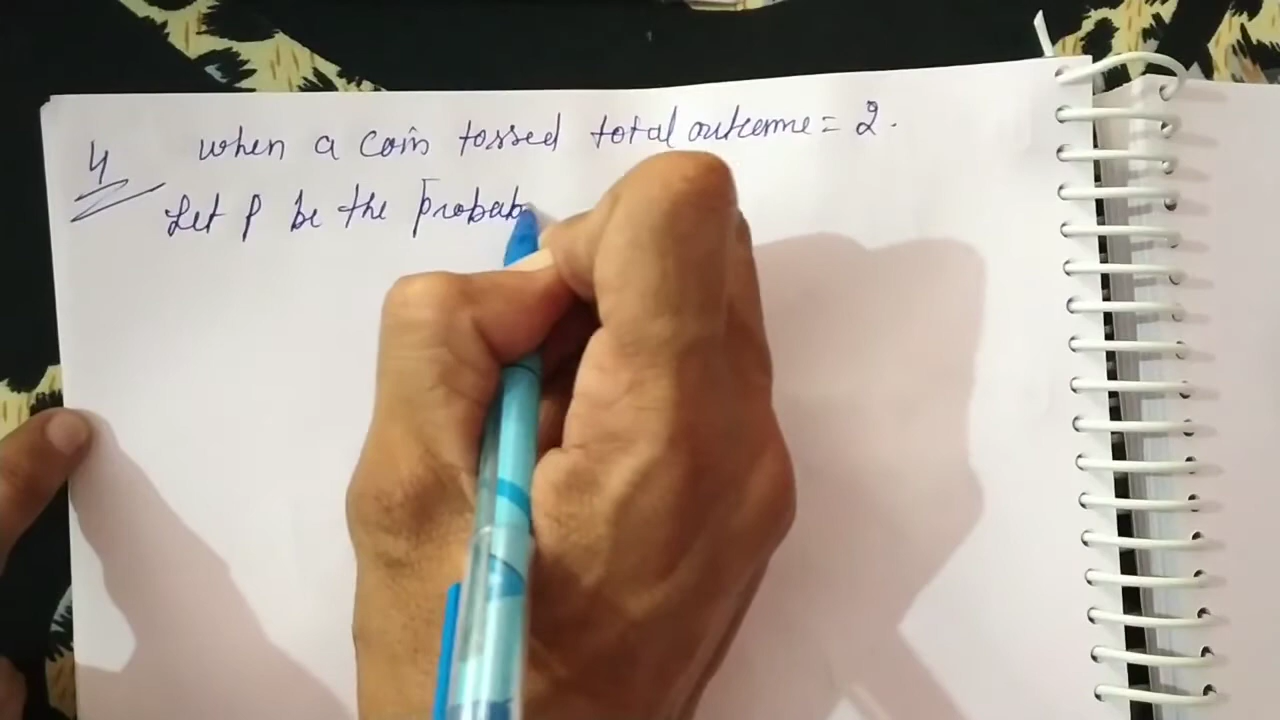 4 when a coin tossed total outcome = 2.
Let P be the probab